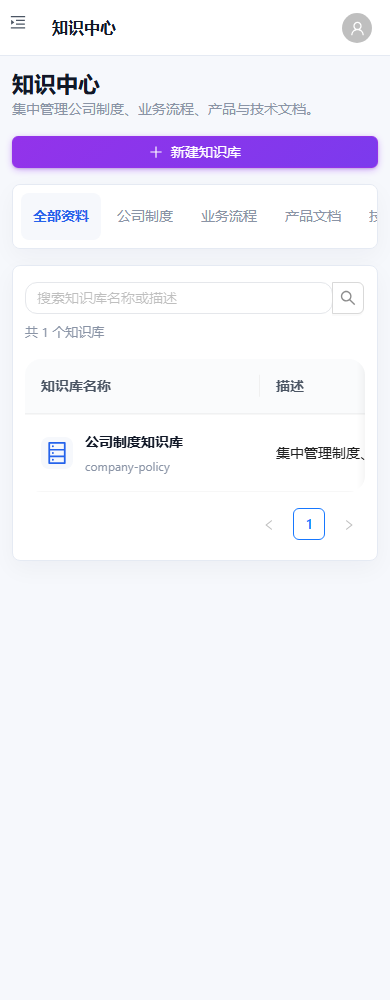 知识中心
知识中心
集中管理公司制度、业务流程、产品与技术文档。
新建知识库
全部资料 公司制度 业务流程 产品文档
搜索知识库名称或描述
共 1 个知识库
知识库名称 描述
公司制度知识库
company-policy
集中管理制度、
1